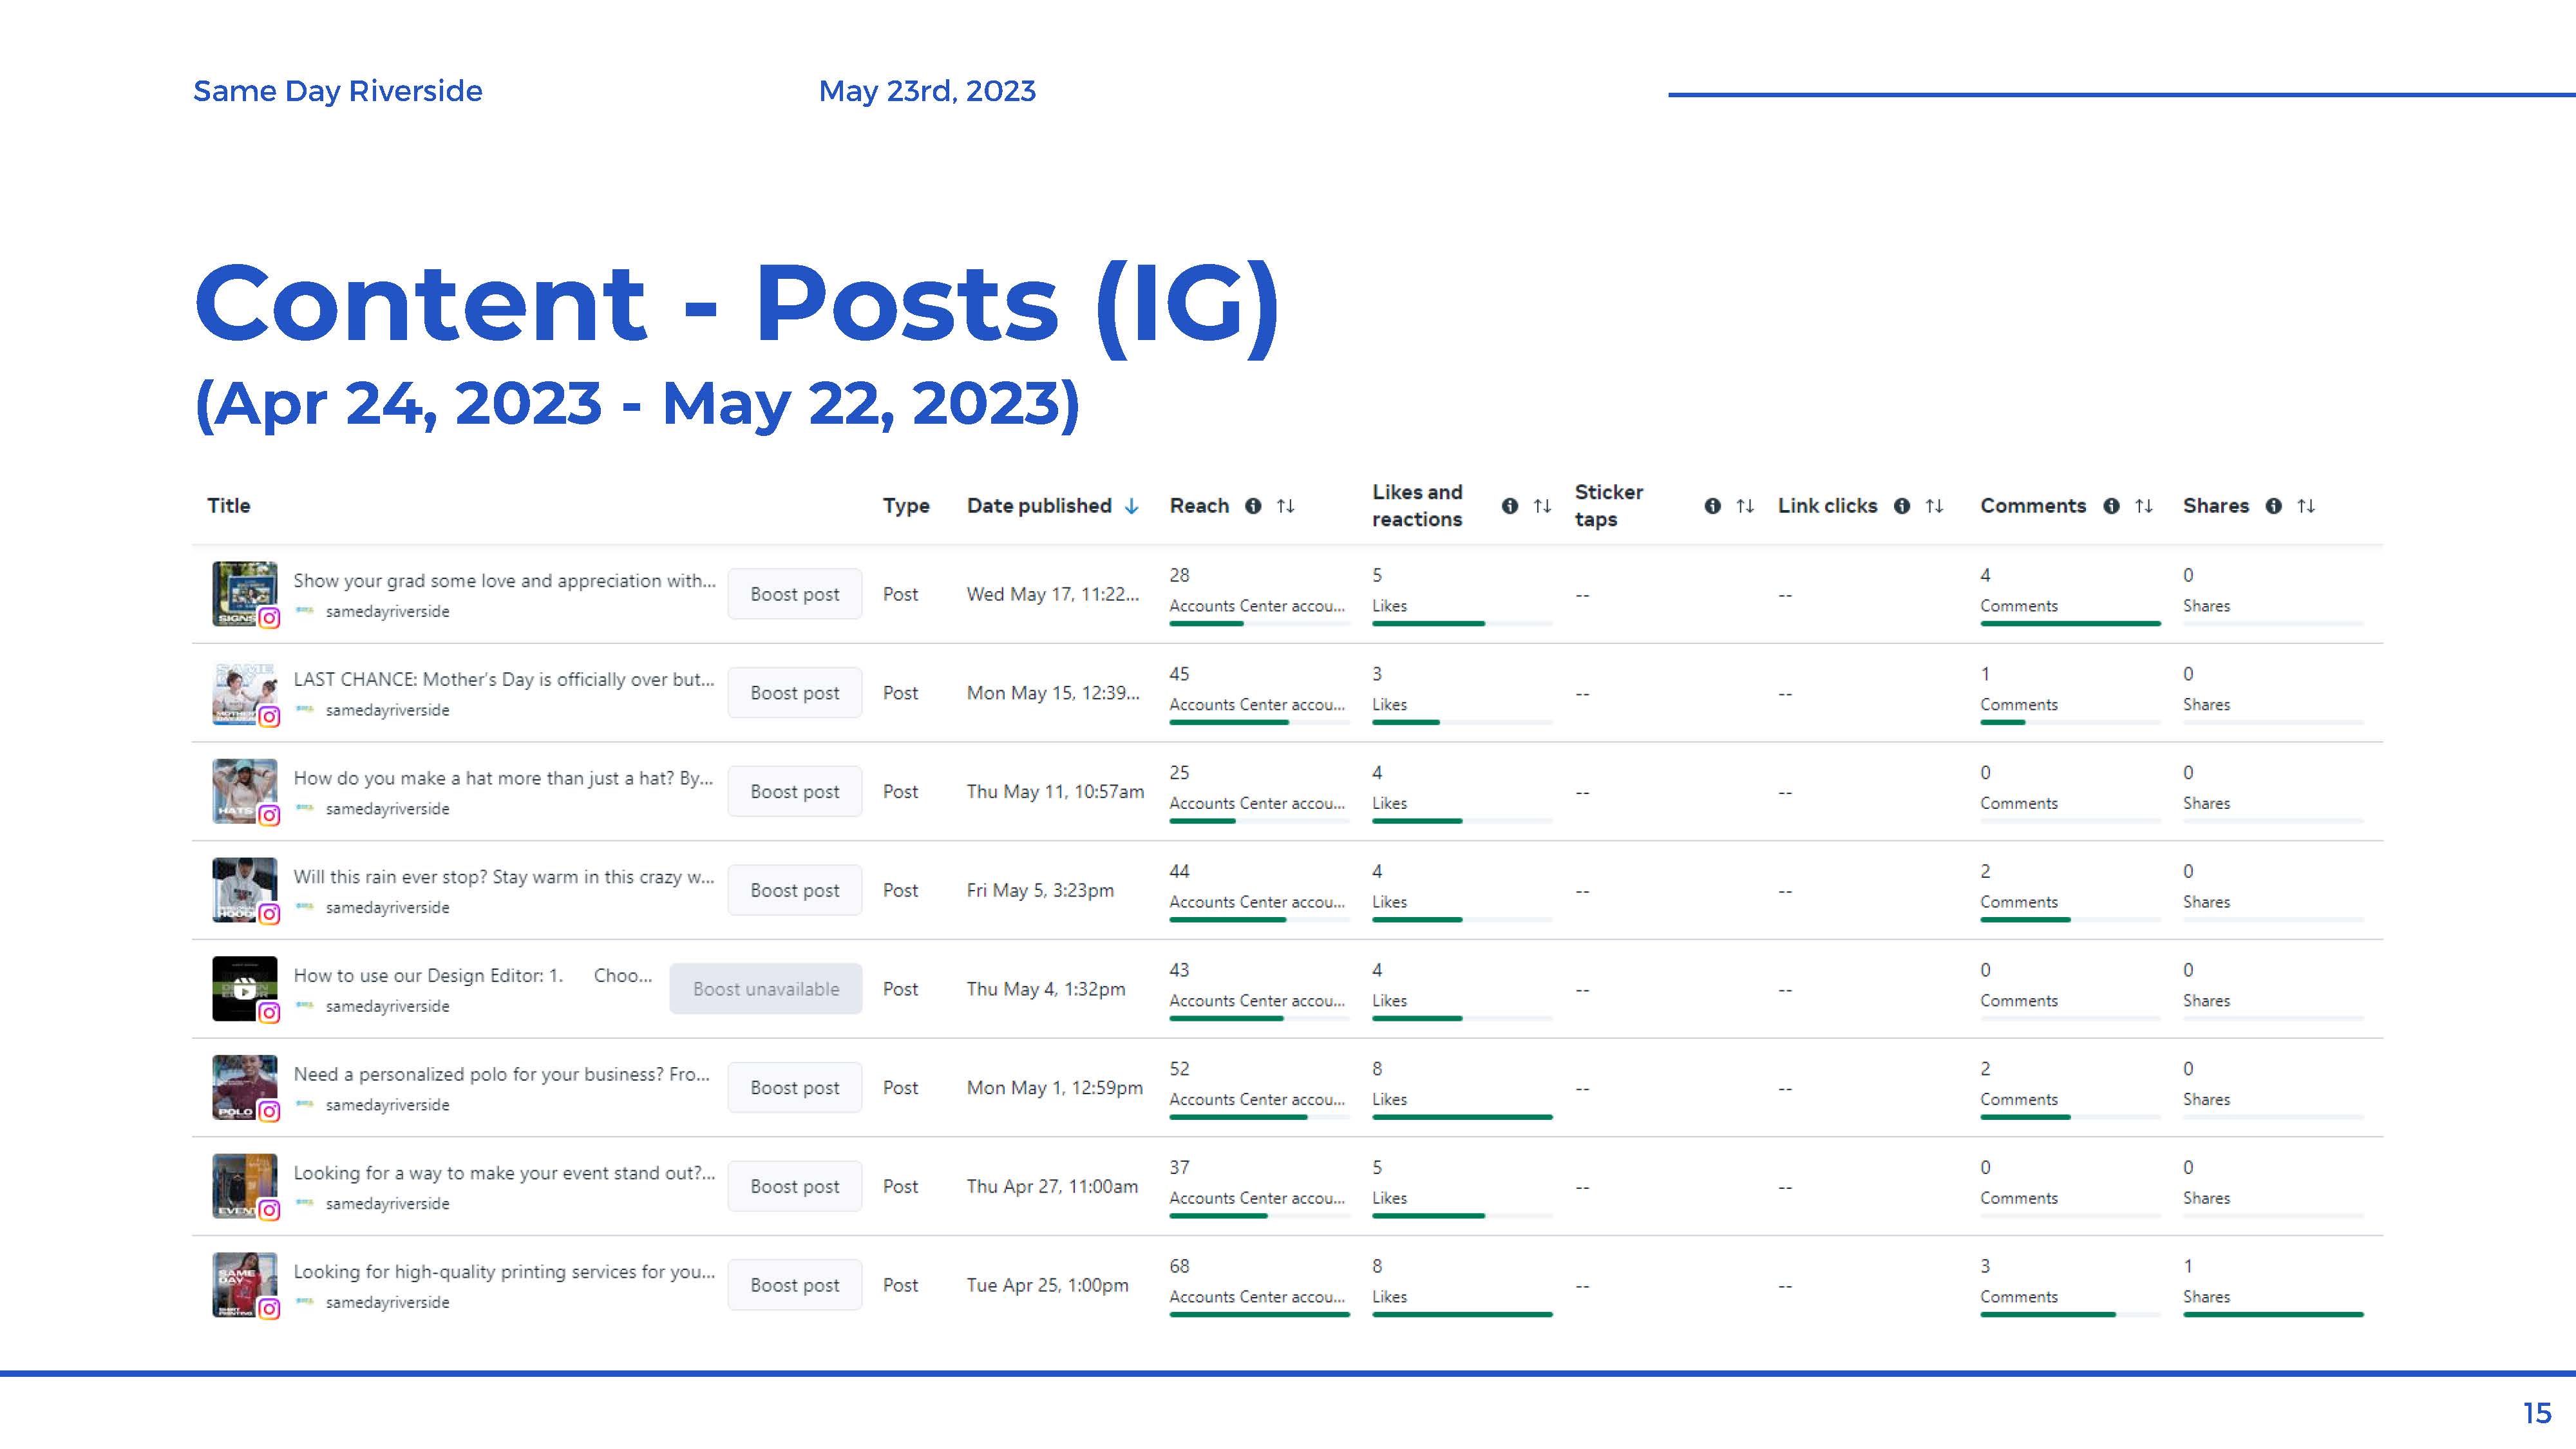 Same Day Riverside
May 23rd, 2023
Content - Posts (IG)
(Apr 24, 2023 - May 22, 2023)
Title Type Date published Reach Likes and reactions Sticker taps Link clicks Comments Shares
Show your grad some love and appreciation with... Boost post Post Wed May 17, 11:22... 28 5 -- -- 4 0
SIGNS samedayriverside Accounts Center accou... Likes Comments Shares
LAST CHANCE: Mother's Day is officially over but... Boost post Post Mon May 15, 12:39... 45 3 -- -- 1 0
samedayriverside Accounts Center accou... Likes Comments Shares
How do you make a hat more than just a hat? By... Boost post Post Thu May 11, 10:57am 25 4 -- -- 0 0
HATS samedayriverside Accounts Center accou... Likes Comments Shares
Will this rain ever stop? Stay warm in this crazy w... Boost post Post Fri May 5, 3:23pm 44 4 -- -- 2 0
samedayriverside Accounts Center accou... Likes Comments Shares
How to use our Design Editor: 1. Choo... Boost unavailable Post Thu May 4, 1:32pm 43 4 -- -- 0 0
samedayriverside Accounts Center accou... Likes Comments Shares
Need a personalized polo for your business? Fro... Boost post Post Mon May 1, 12:59pm 52 8 -- -- 2 0
POLO samedayriverside Accounts Center accou... Likes Comments Shares
Looking for a way to make your event stand out?... Boost post Post Thu Apr 27, 11:00am 37 5 -- -- 0 0
EVENT samedayriverside Accounts Center accou... Likes Comments Shares
Looking for high-quality printing services for you... Boost post Post Tue Apr 25, 1:00pm 68 8 -- -- 3 1
SAME DAY samedayriverside Accounts Center accou... Likes Comments Shares
15